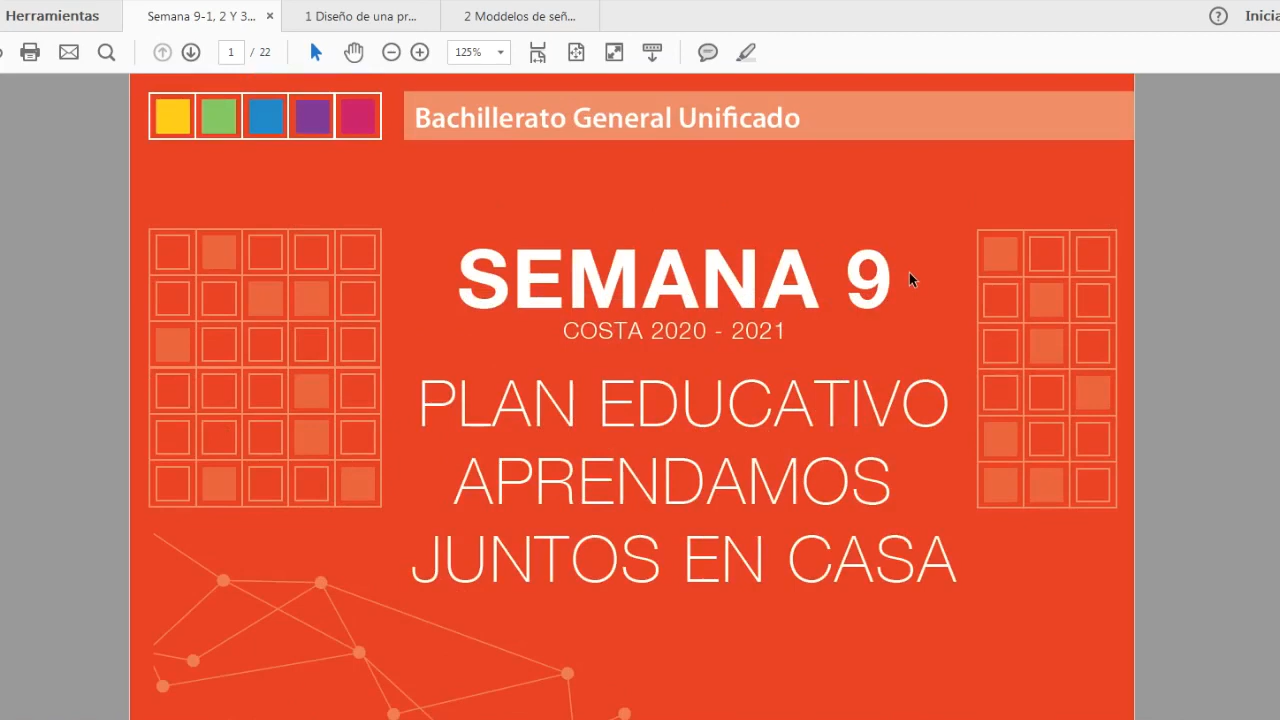 Herramientas
Semana 9-1, 2 Y 3... ×
1 Diseño de una pr...
2 Moddelos de señ...
?
1 / 22
125%
Bachillerato General Unificado
SEMANA 9
COSTA 2020 - 2021
PLAN EDUCATIVO
APRENDAMOS
JUNTOS EN CASA